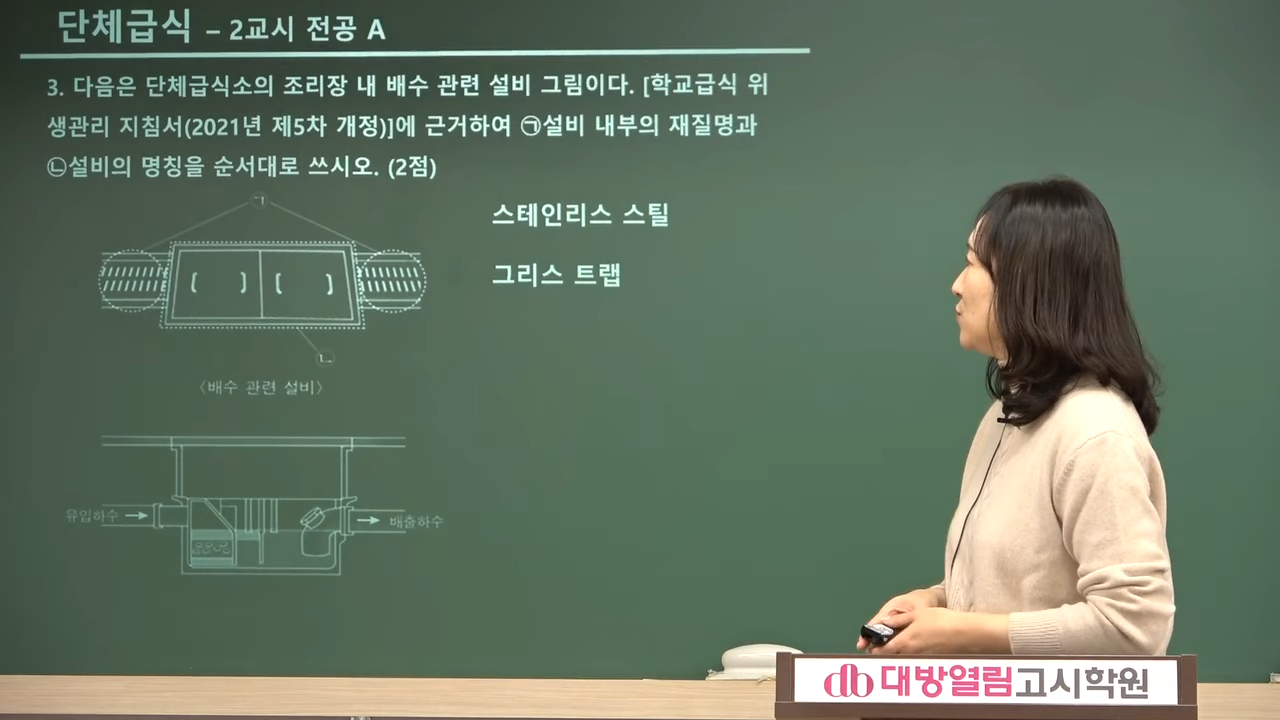 단체급식 – 2교시 전공 A
3. 다음은 단체급식소의 조리장 내 배수 관련 설비 그림이다. [학교급식 위
생관리 지침서(2021년 제5차 개정)]에 근거하여 ㉠설비 내부의 재질명과
㉡설비의 명칭을 순서대로 쓰시오. (2점)
㉠
스테인리스 스틸
그리스 트랩
㉡
〈배수 관련 설비〉
유입하수
배출하수
db 대방열림고시학원